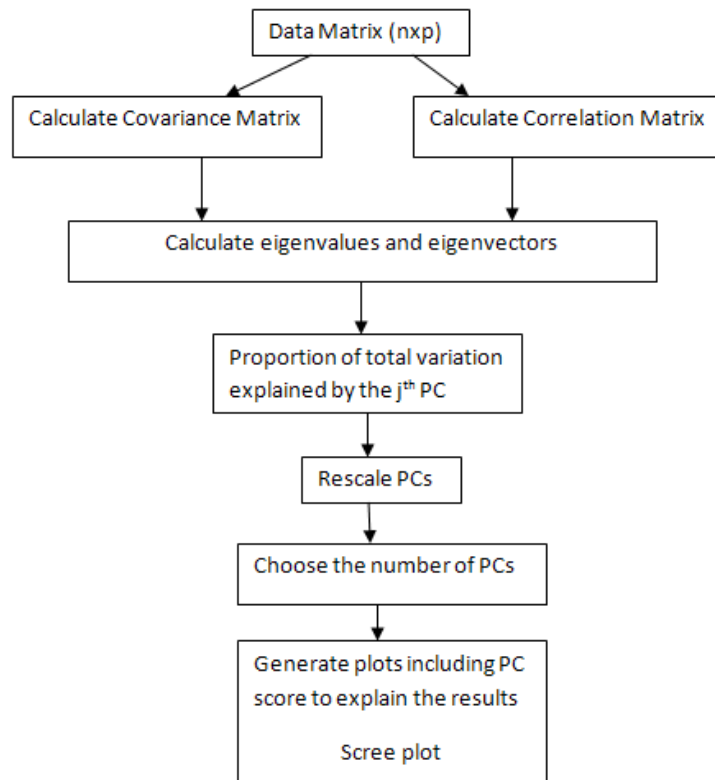 Data Matrix (nxp)
Calculate Covariance Matrix
Calculate Correlation Matrix
Calculate eigenvalues and eigenvectors
Proportion of total variation
explained by the jth PC
Rescale PCs
Choose the number of PCs
Generate plots including PC
score to explain the results
Scree plot